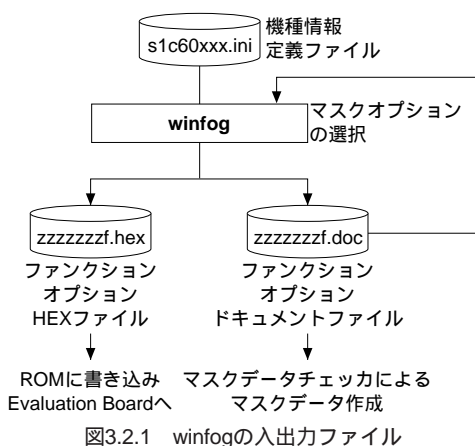 s1c60xxx.ini
機種情報
定義ファイル
winfog
マスクオプション
の選択
zzzzzzzf.hex
zzzzzzzf.doc
ファンクション
オプション
HEXファイル
ファンクション
オプション
ドキュメントファイル
ROMに書き込み
Evaluation Boardへ
マスクデータチェッカによる
マスクデータ作成
図3.2.1 winfogの入出力ファイル